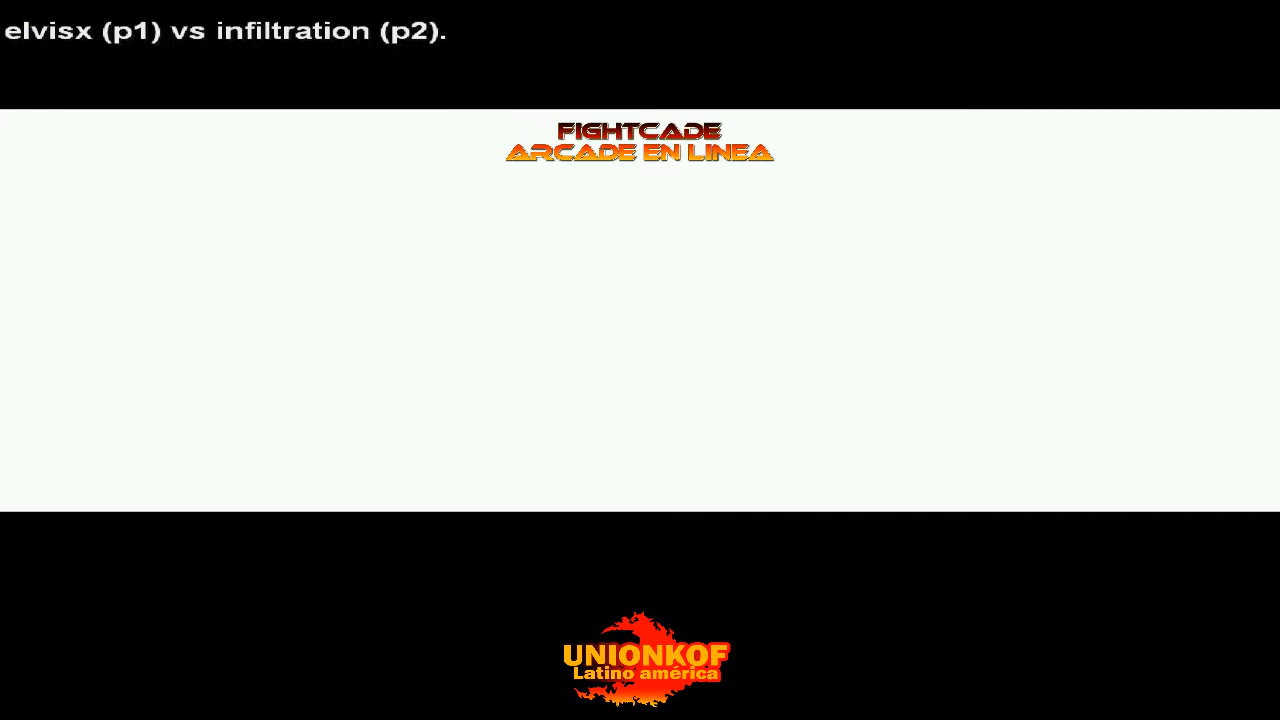 elvisx (p1) vs infiltration (p2).
FIGHTCADE
ARCADE EN LINEA
UNIONKOF
Latino américa